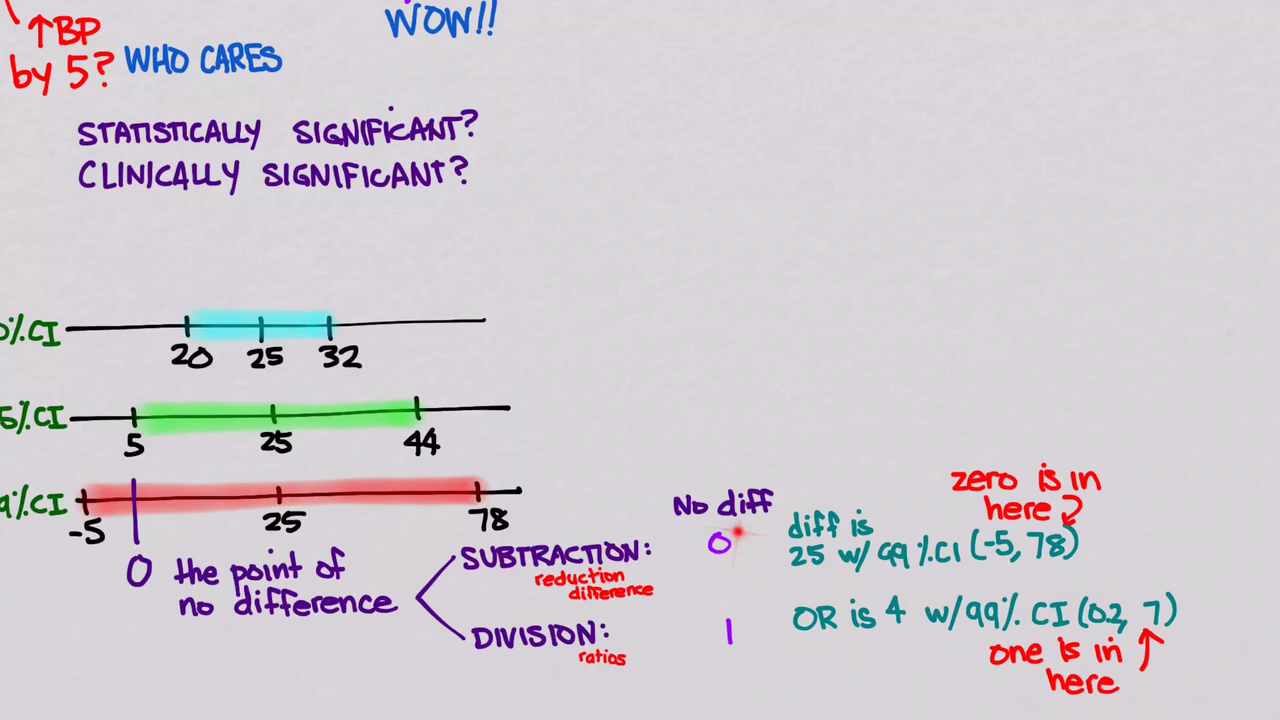 ↑BP
by 5?
WHO CARES
WOW!!
STATISTICALLY SIGNIFICANT?
CLINICALLY SIGNIFICANT?
%.CI
20 25 32
%.CI
5 25 44
%.CI
-5 25 78
0 the point of
no difference
SUBTRACTION:
reduction
difference
DIVISION:
ratios
No diff
0
1
zero is in
here
diff is
25 w/ 99%.CI (-5, 78)
OR is 4 w/ 99%. CI (0.2, 7)
one is in
here